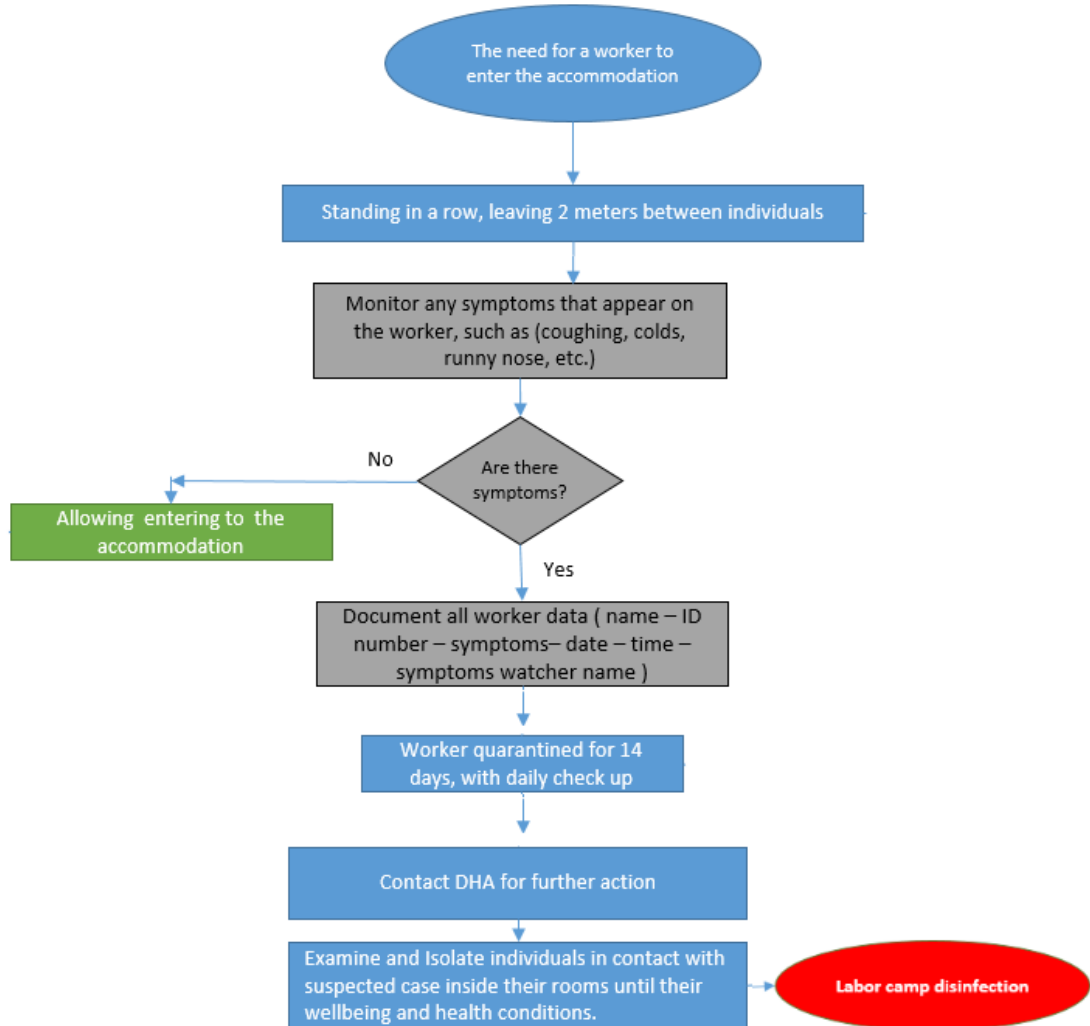 The need for a worker to
enter the accommodation
Standing in a row, leaving 2 meters between individuals
Monitor any symptoms that appear on
the worker, such as (coughing, colds,
runny nose, etc.)
No
Are there
symptoms?
Allowing  entering to  the
accommodation
Yes
Document all worker data ( name – ID
number – symptoms– date – time –
symptoms watcher name )
Worker quarantined for 14
days, with daily check up
Contact DHA for further action
Examine and Isolate individuals in contact with
suspected case inside their rooms until their
wellbeing and health conditions.
Labor camp disinfection